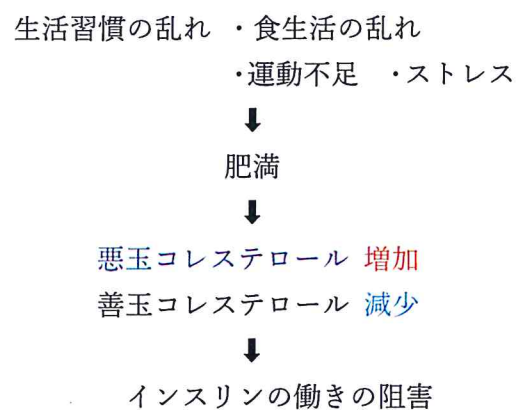 生活習慣の乱れ ・食生活の乱れ
・運動不足 ・ストレス
⬇
肥満
⬇
悪玉コレステロール 増加
善玉コレステロール 減少
⬇
インスリンの働きの阻害